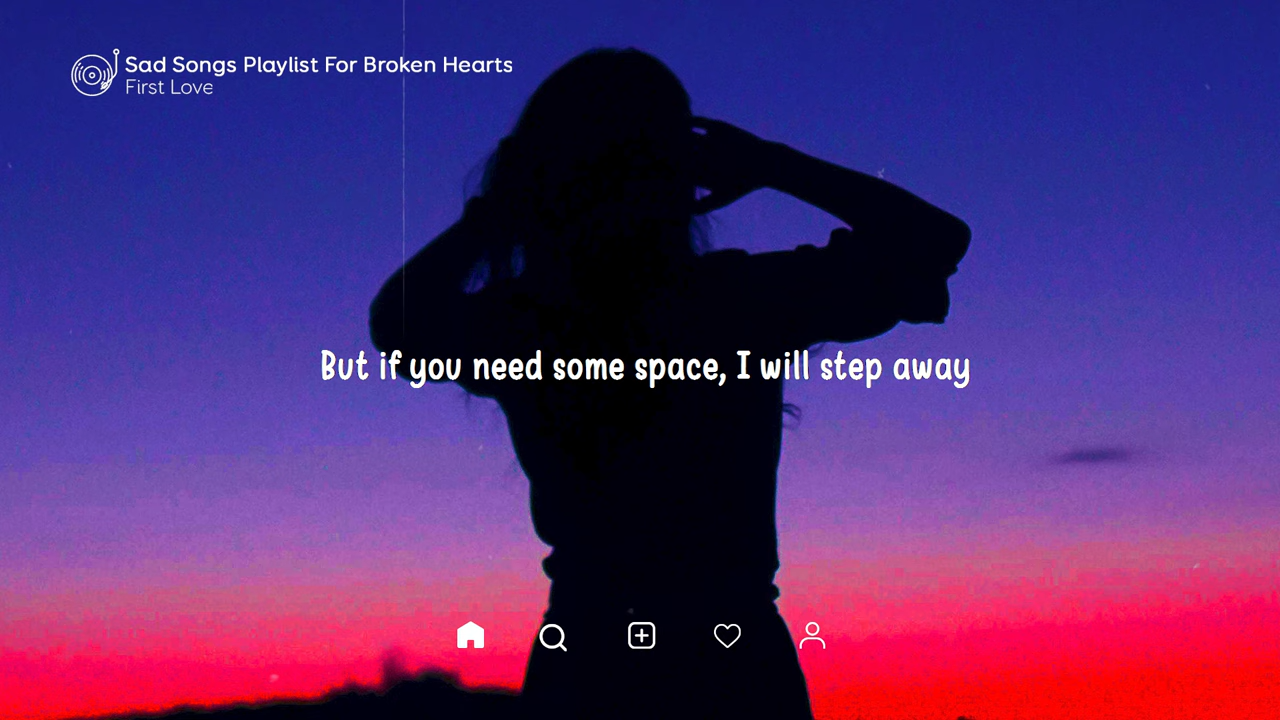 Sad Songs Playlist For Broken Hearts
First Love
But if you need some space, I will step away